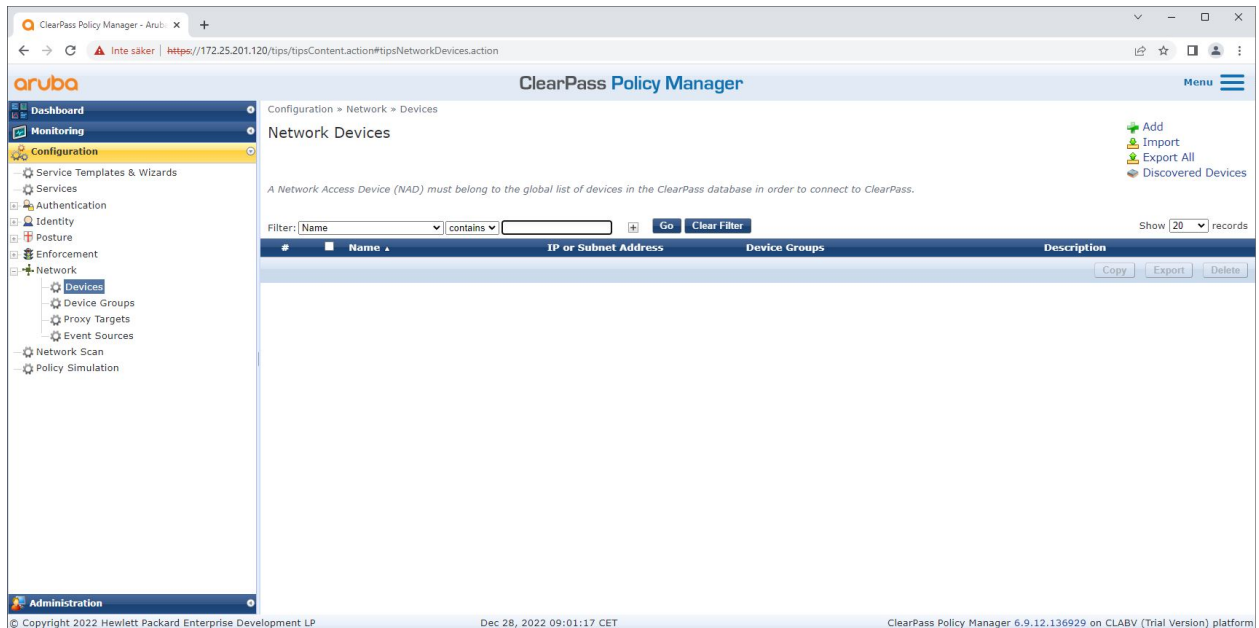 ClearPass Policy Manager - Arub
Inte säker | https://172.25.201.120/tips/tipsContent.action#tipsNetworkDevices.action
aruba
ClearPass Policy Manager
Menu
Dashboard
Monitoring
Configuration
Service Templates & Wizards
Services
Authentication
Identity
Posture
Enforcement
Network
Devices
Device Groups
Proxy Targets
Event Sources
Network Scan
Policy Simulation
Administration
Configuration » Network » Devices
Network Devices
Add
Import
Export All
Discovered Devices
A Network Access Device (NAD) must belong to the global list of devices in the ClearPass database in order to connect to ClearPass.
Filter: Name contains Go Clear Filter Show 20 records
# Name IP or Subnet Address Device Groups Description
Copy Export Delete
© Copyright 2022 Hewlett Packard Enterprise Development LP Dec 28, 2022 09:01:17 CET ClearPass Policy Manager 6.9.12.136929 on CLABV (Trial Version) platform